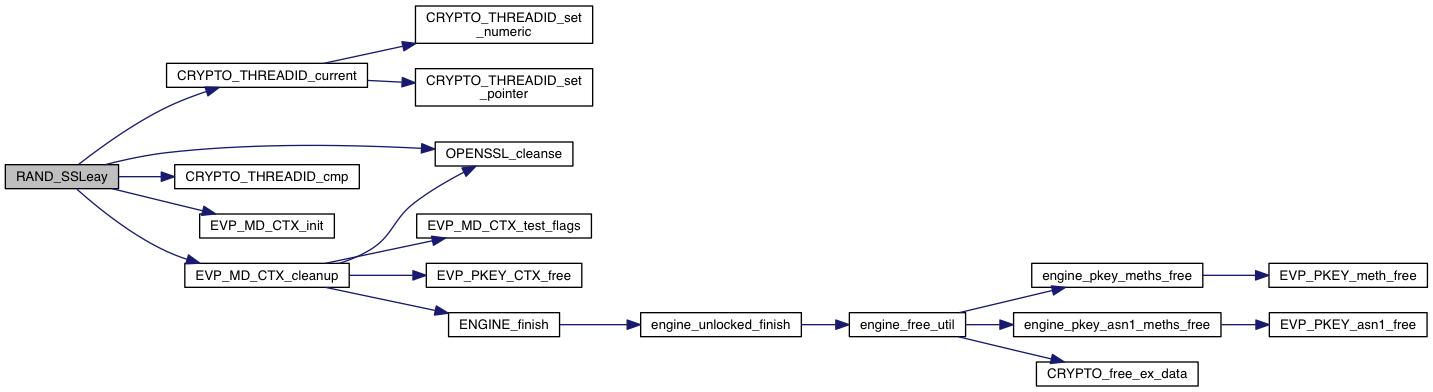 CRYPTO_THREADID_set
_numeric
CRYPTO_THREADID_current
CRYPTO_THREADID_set
_pointer
OPENSSL_cleanse
RAND_SSLeay
CRYPTO_THREADID_cmp
EVP_MD_CTX_init
EVP_MD_CTX_test_flags
EVP_MD_CTX_cleanup
EVP_PKEY_CTX_free
engine_pkey_meths_free
EVP_PKEY_meth_free
ENGINE_finish
engine_unlocked_finish
engine_free_util
engine_pkey_asn1_meths_free
EVP_PKEY_asn1_free
CRYPTO_free_ex_data